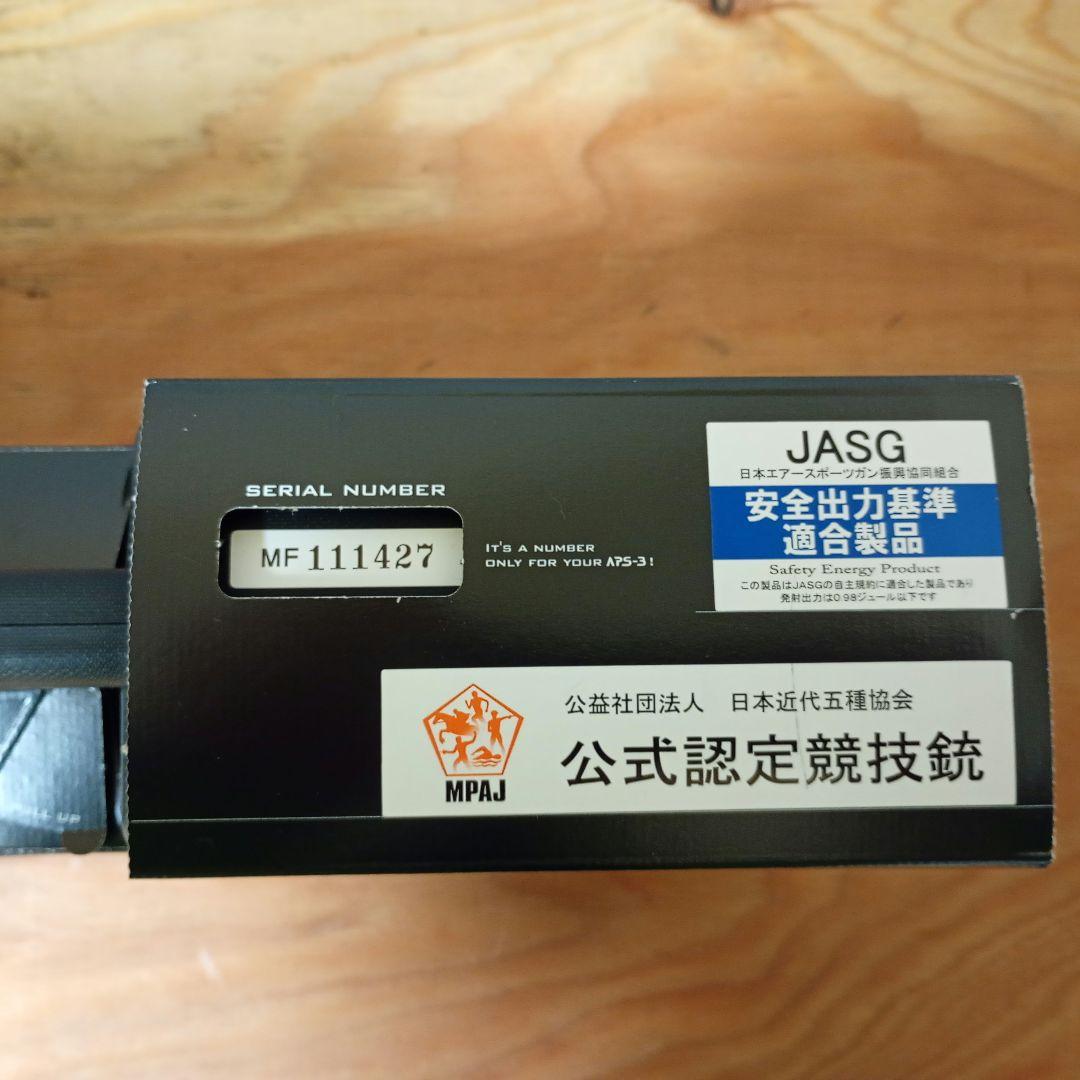 SERIAL NUMBER
MF 111427
IT'S A NUMBER
ONLY FOR YOUR APS-3!
JASG
日本エアースポーツガン振興協同組合
安全出力基準
適合製品
Safety Energy Product
この製品はJASGの自主規約に適合した製品であり
発射出力は0.98ジュール以下です
公益社団法人 日本近代五種協会
公式認定競技銃
MPAJ
UP